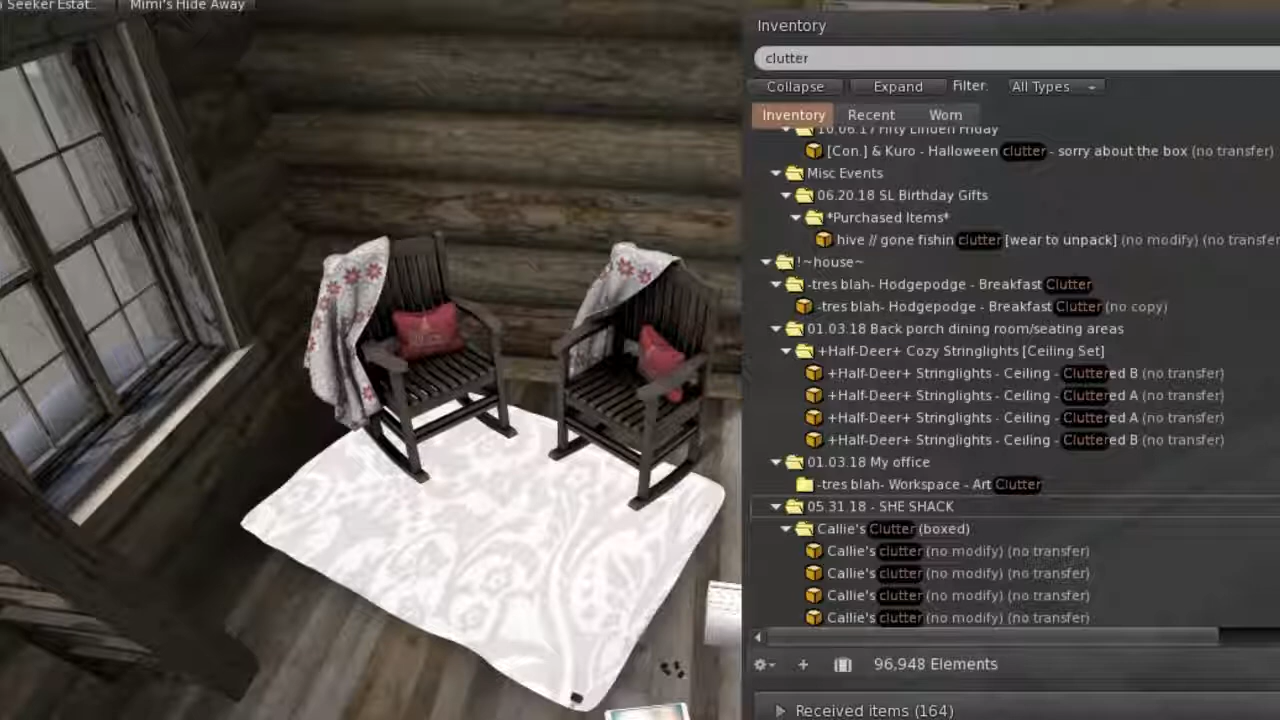 Seeker Estat..
Mimi's Hide Away
Inventory
clutter
Collapse
Expand
Filter:
All Types
Inventory
Recent
Worn
10.06.17 Fifty Linden Friday
[Con.] & Kuro - Halloween clutter - sorry about the box (no transfer)
Misc Events
06.20.18 SL Birthday Gifts
*Purchased Items*
hive // gone fishin clutter [wear to unpack] (no modify) (no transfer
!~house~
-tres blah- Hodgepodge - Breakfast Clutter
-tres blah- Hodgepodge - Breakfast Clutter (no copy)
01.03.18 Back porch dining room/seating areas
+Half-Deer+ Cozy Stringlights [Ceiling Set]
+Half-Deer+ Stringlights - Ceiling - Cluttered B (no transfer)
+Half-Deer+ Stringlights - Ceiling - Cluttered A (no transfer)
+Half-Deer+ Stringlights - Ceiling - Cluttered A (no transfer)
+Half-Deer+ Stringlights - Ceiling - Cluttered B (no transfer)
01.03.18 My office
-tres blah- Workspace - Art Clutter
05.31.18 - SHE SHACK
Callie's Clutter (boxed)
Callie's clutter (no modify) (no transfer)
Callie's clutter (no modify) (no transfer)
Callie's clutter (no modify) (no transfer)
Callie's clutter (no modify) (no transfer)
96,948 Elements
Received items (164)